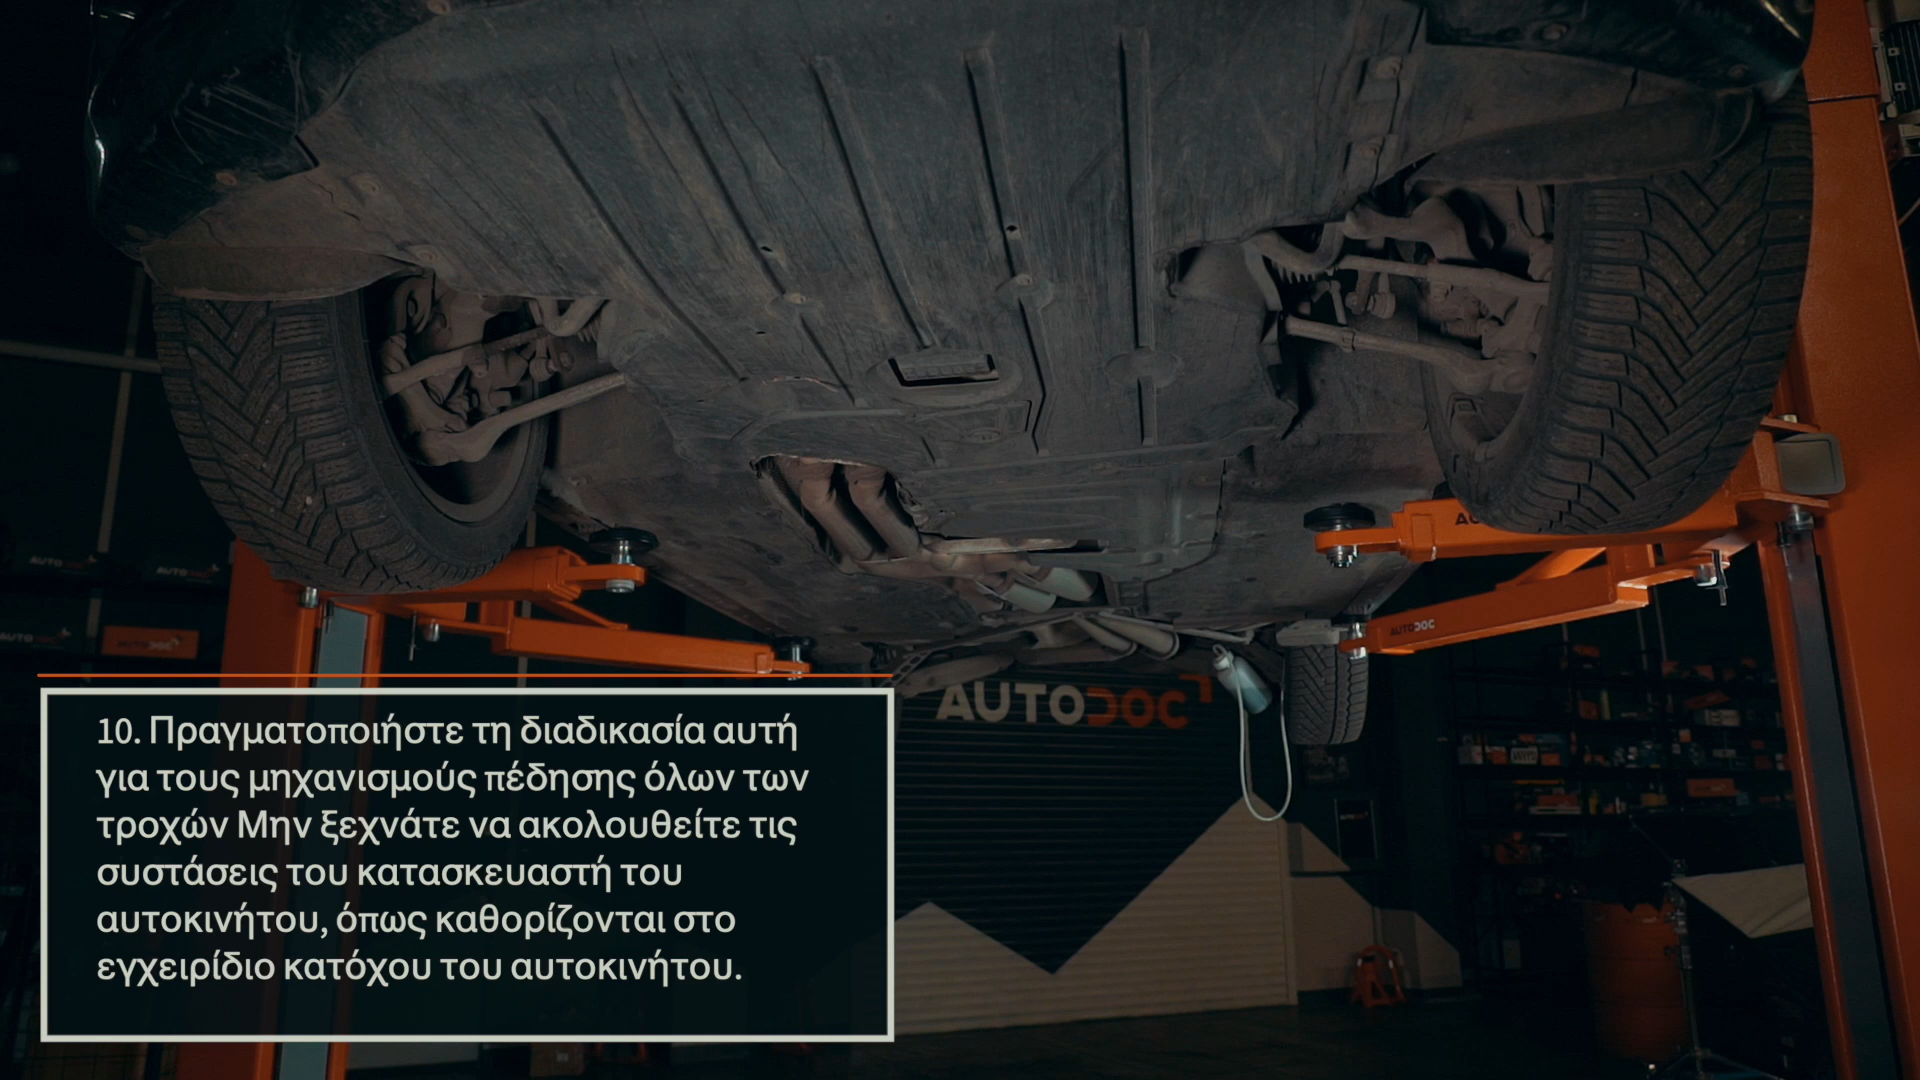 AUTODOC
AUTODOC
AUTODOC
10. Πραγματοποιήστε τη διαδικασία αυτή
για τους μηχανισμούς πέδησης όλων των
τροχών Μην ξεχνάτε να ακολουθείτε τις
συστάσεις του κατασκευαστή του
αυτοκινήτου, όπως καθορίζονται στο
εγχειρίδιο κατόχου του αυτοκινήτου.